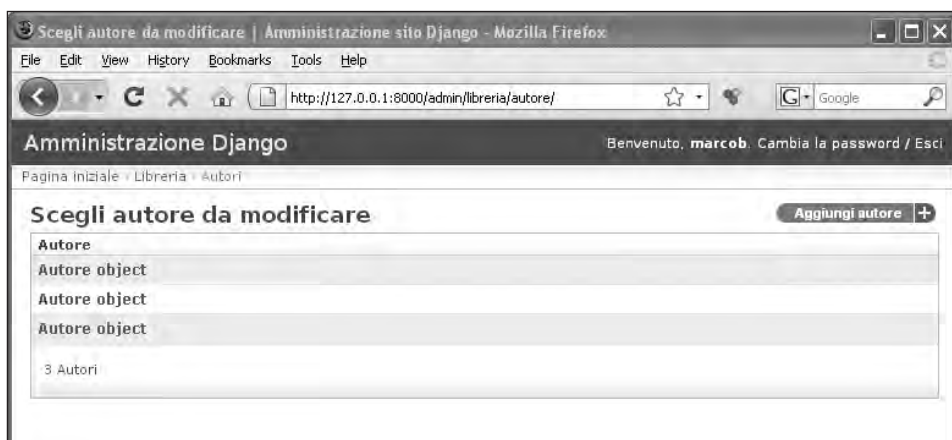 Scegli autore da modificare | Amministrazione sito Django - Mozilla Firefox
File Edit View History Bookmarks Tools Help
http://127.0.0.1:8000/admin/libreria/autore/
G Google
Amministrazione Django
Benvenuto, marcob. Cambia la password / Esci
Pagina iniziale › Libreria › Autori
Scegli autore da modificare
Aggiungi autore +
Autore
Autore object
Autore object
Autore object
3 Autori